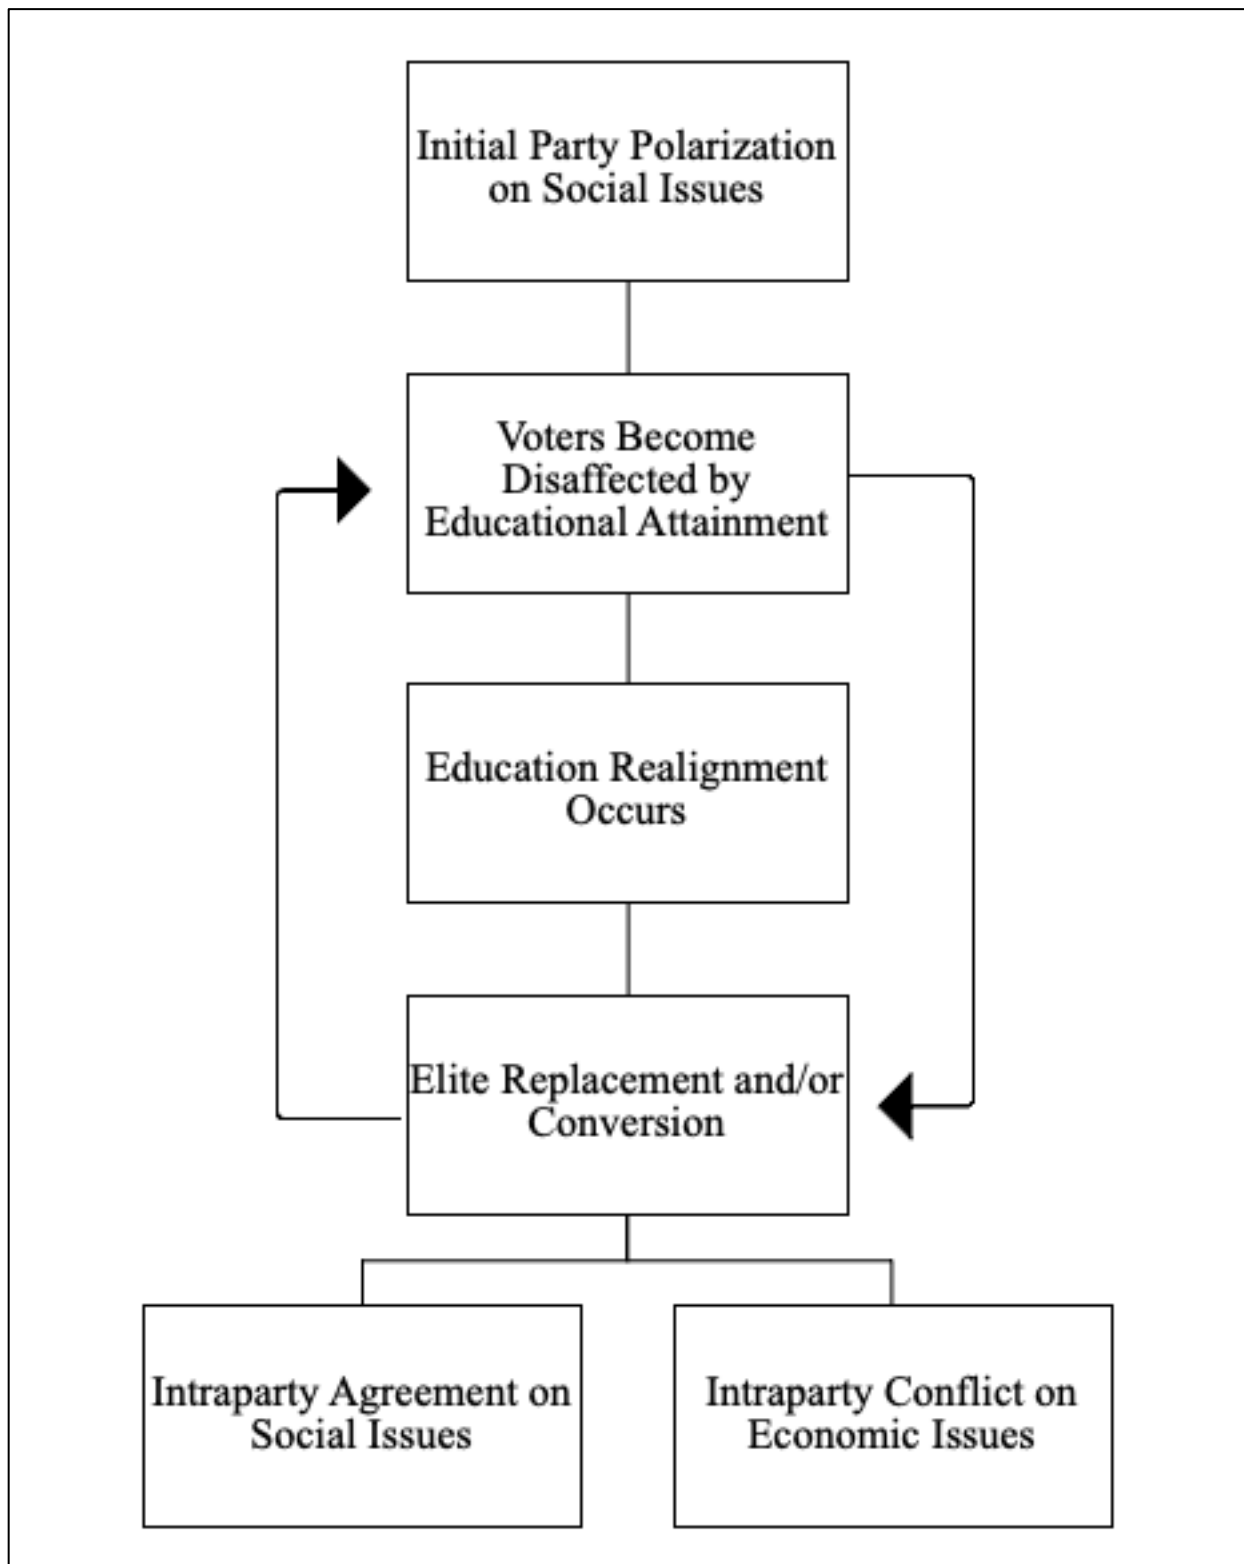 Initial Party Polarization
on Social Issues
Voters Become
Disaffected by
Educational Attainment
Education Realignment
Occurs
Elite Replacement and/or
Conversion
Intraparty Agreement on
Social Issues
Intraparty Conflict on
Economic Issues